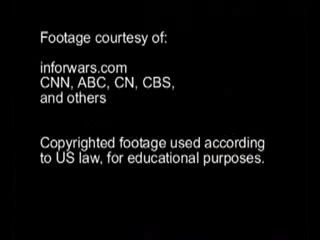 Footage courtesy of:
inforwars.com
CNN, ABC, CN, CBS,
and others
Copyrighted footage used according
to US law, for educational purposes.